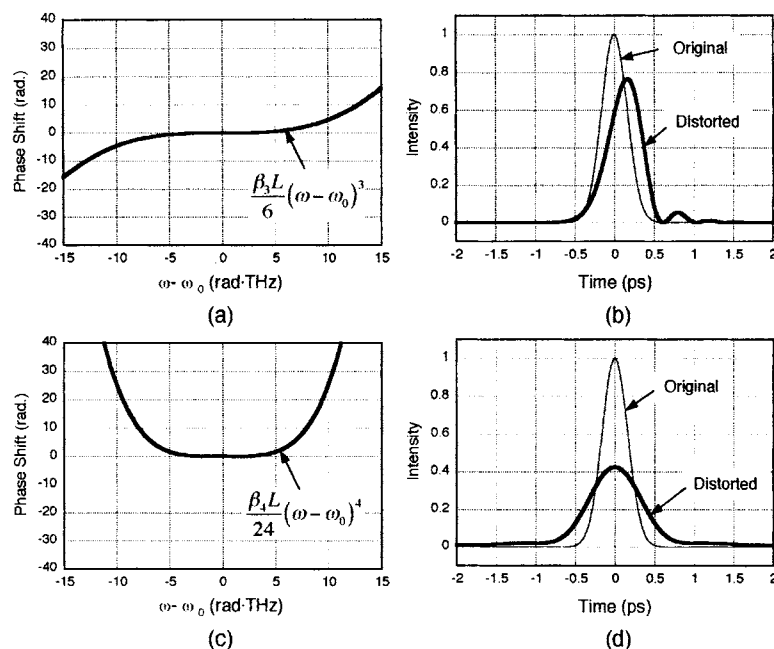 40
30
20
10
0
-10
-20
-30
-40
Phase Shift (rad.)
-15 -10 -5 0 5 10 15
ω- ω₀ (rad·THz)
β₃L/6 (ω − ω₀)³
(a)
1
0.8
0.6
0.4
0.2
0
Intensity
Original
Distorted
-2 -1.5 -1 -0.5 0 0.5 1 1.5 2
Time (ps)
(b)
40
30
20
10
0
-10
-20
-30
-40
Phase Shift (rad.)
-15 -10 -5 0 5 10 15
ω- ω₀ (rad·THz)
β₄L/24 (ω − ω₀)⁴
(c)
1
0.8
0.6
0.4
0.2
0
Intensity
Original
Distorted
-2 -1.5 -1 -0.5 0 0.5 1 1.5 2
Time (ps)
(d)